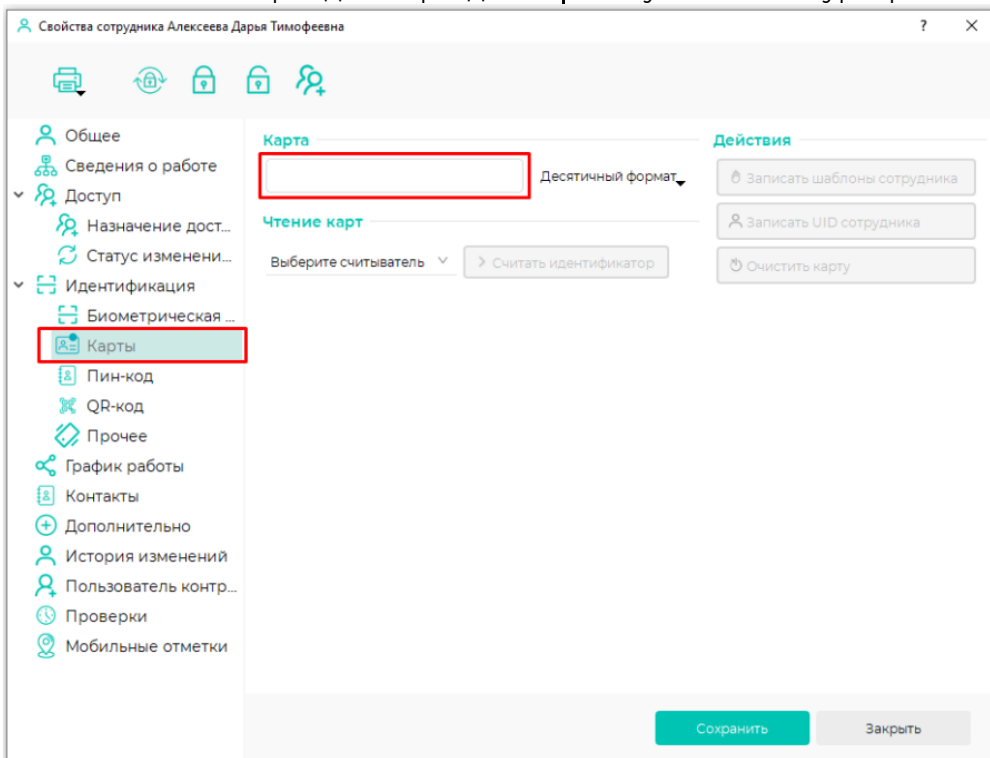 Свойства сотрудника Алексеева Дарья Тимофеевна
?
Общее
Сведения о работе
Доступ
Назначение дост...
Статус изменени...
Идентификация
Биометрическая ...
Карты
Пин-код
QR-код
Прочее
График работы
Контакты
Дополнительно
История изменений
Пользователь контр...
Проверки
Мобильные отметки
Карта
Десятичный формат
Чтение карт
Выберите считыватель
> Считать идентификатор
Действия
Записать шаблоны сотрудника
Записать UID сотрудника
Очистить карту
Сохранить
Закрыть